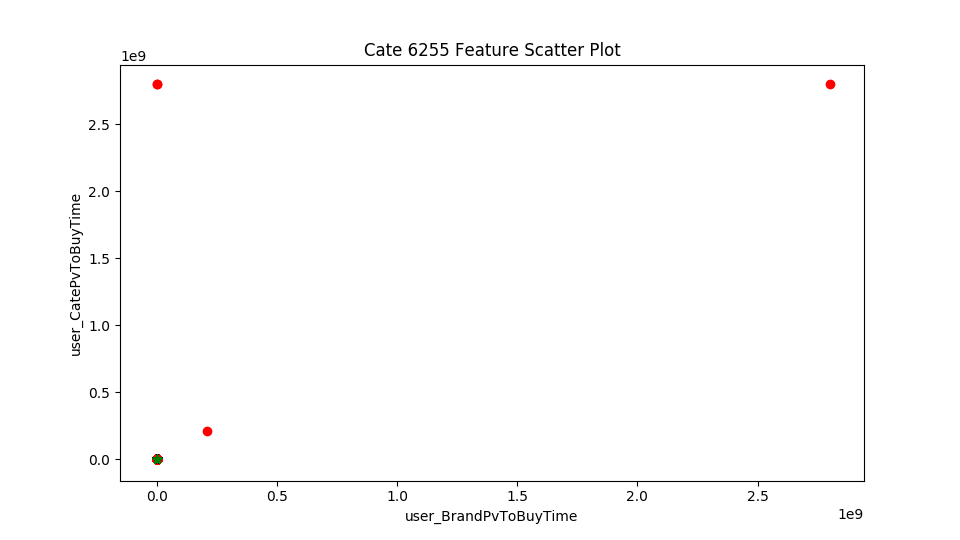 Cate 6255 Feature Scatter Plot
1e9
2.5
2.0
1.5
1.0
0.5
0.0
user_CatePvToBuyTime
0.0 0.5 1.0 1.5 2.0 2.5
1e9
user_BrandPvToBuyTime